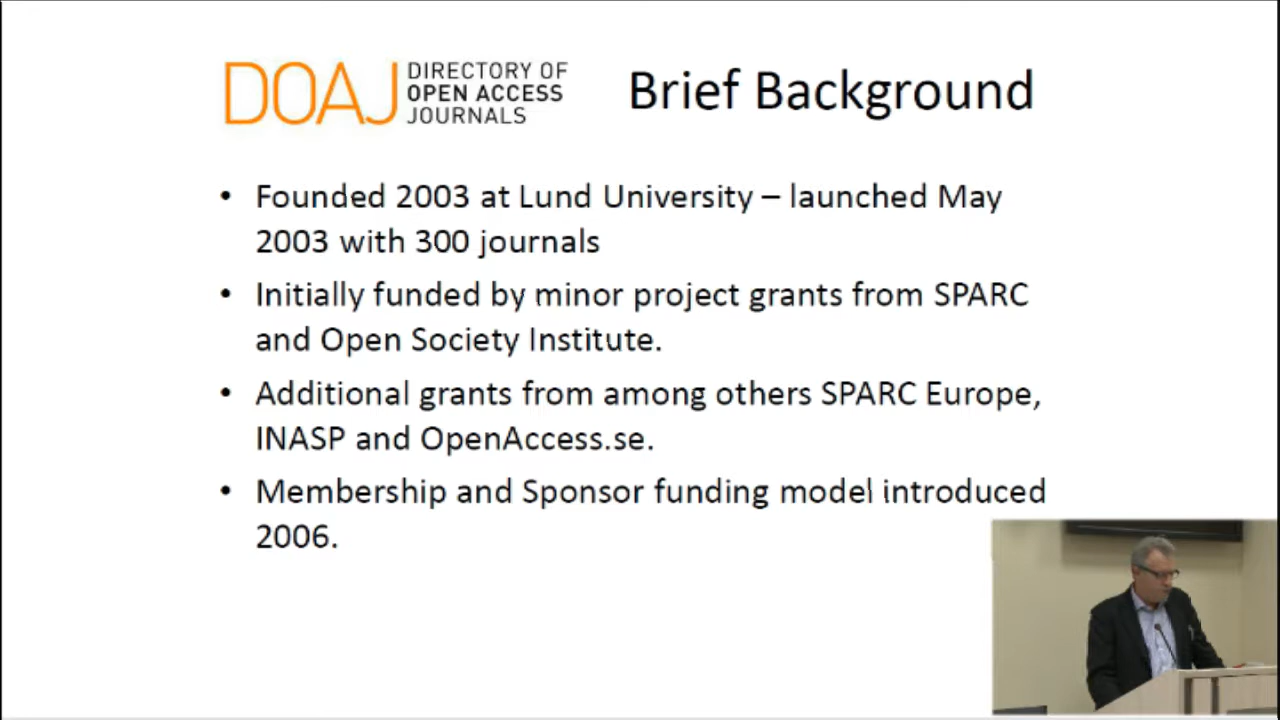 DOAJ DIRECTORY OF
OPEN ACCESS
JOURNALS
Brief Background
• Founded 2003 at Lund University – launched May
2003 with 300 journals
• Initially funded by minor project grants from SPARC
and Open Society Institute.
• Additional grants from among others SPARC Europe,
INASP and OpenAccess.se.
• Membership and Sponsor funding model introduced
2006.